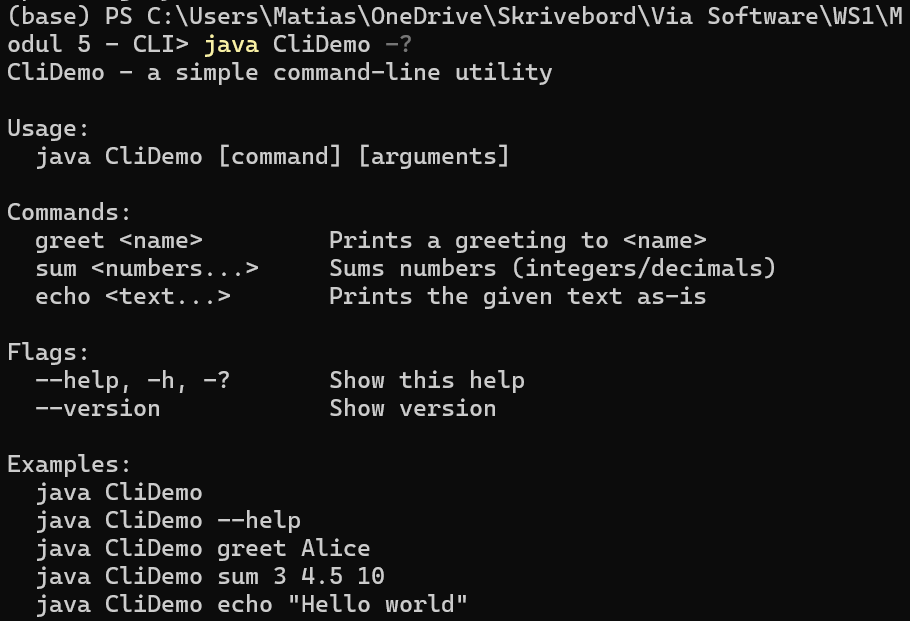 (base) PS C:\Users\Matias\OneDrive\Skrivebord\Via Software\WS1\M
odul 5 - CLI> java CliDemo -?
CliDemo - a simple command-line utility

Usage:
  java CliDemo [command] [arguments]

Commands:
  greet <name>         Prints a greeting to <name>
  sum <numbers...>     Sums numbers (integers/decimals)
  echo <text...>       Prints the given text as-is

Flags:
  --help, -h, -?       Show this help
  --version            Show version

Examples:
  java CliDemo
  java CliDemo --help
  java CliDemo greet Alice
  java CliDemo sum 3 4.5 10
  java CliDemo echo "Hello world"